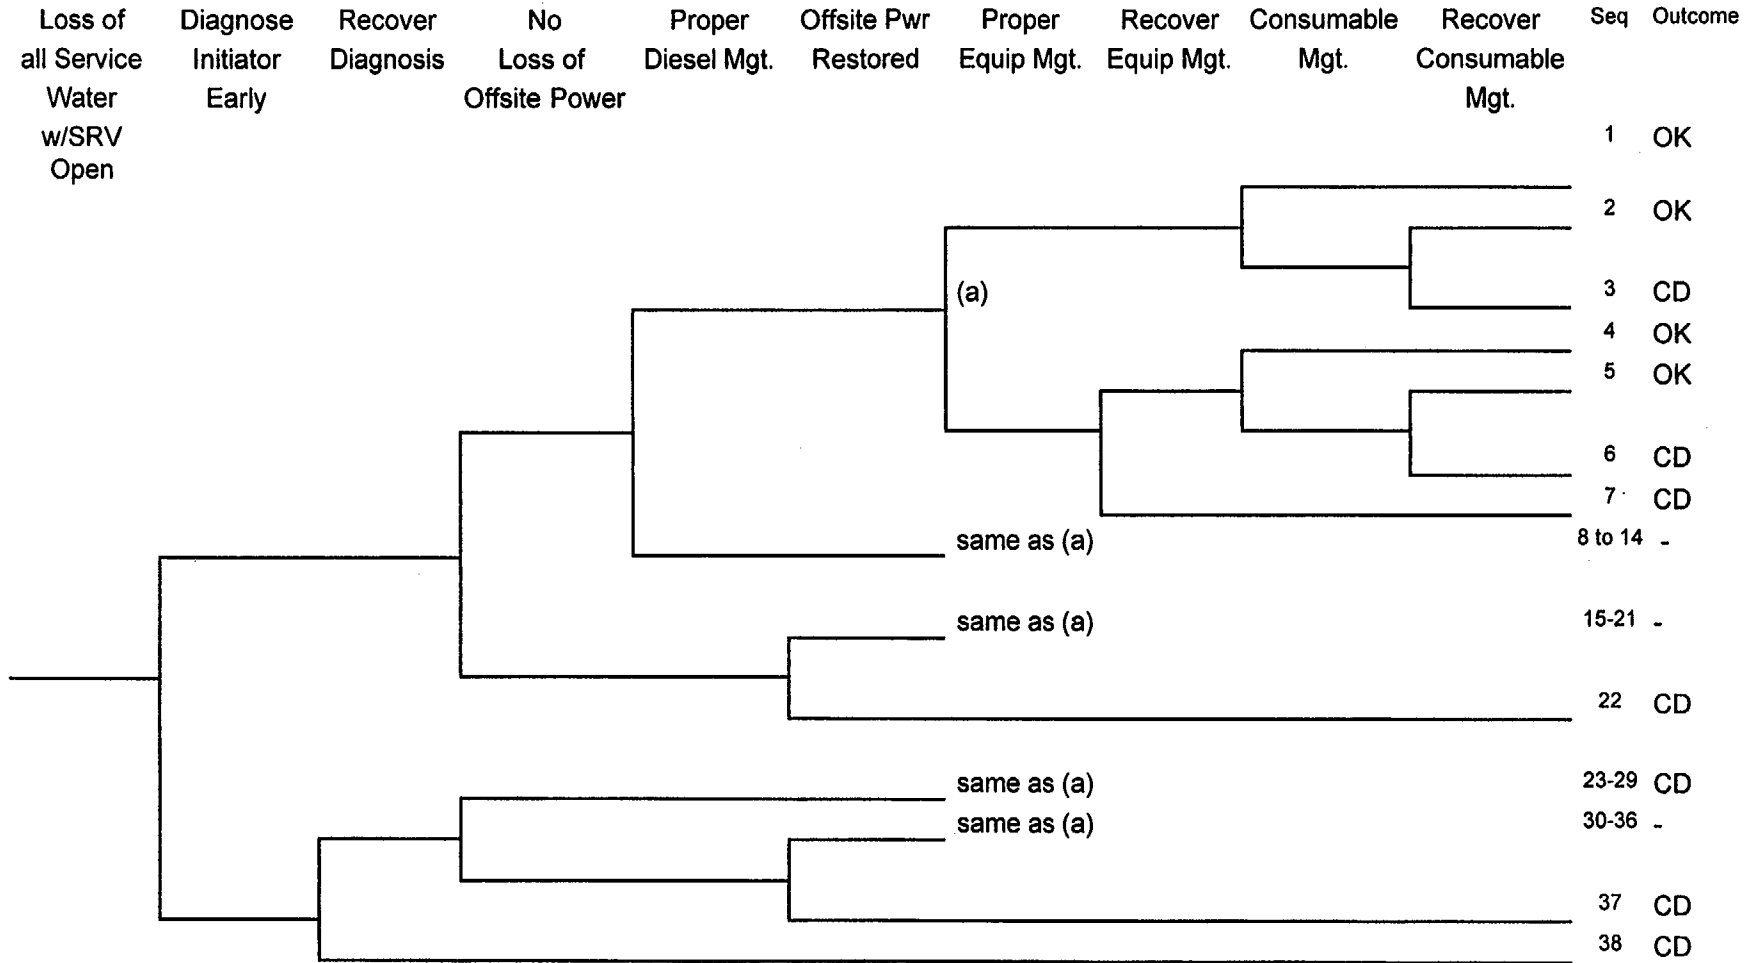 Loss of all Service Water w/SRV Open
Diagnose Initiator Early
Recover Diagnosis
No Loss of Offsite Power
Proper Diesel Mgt.
Offsite Pwr Restored
Proper Equip Mgt.
Recover Equip Mgt.
Consumable Mgt.
Recover Consumable Mgt.
Seq Outcome
1 OK
2 OK
(a)
3 CD
4 OK
5 OK
6 CD
7 CD
same as (a) 8 to 14 -
same as (a) 15-21 -
22 CD
same as (a) 23-29 CD
same as (a) 30-36 -
37 CD
38 CD